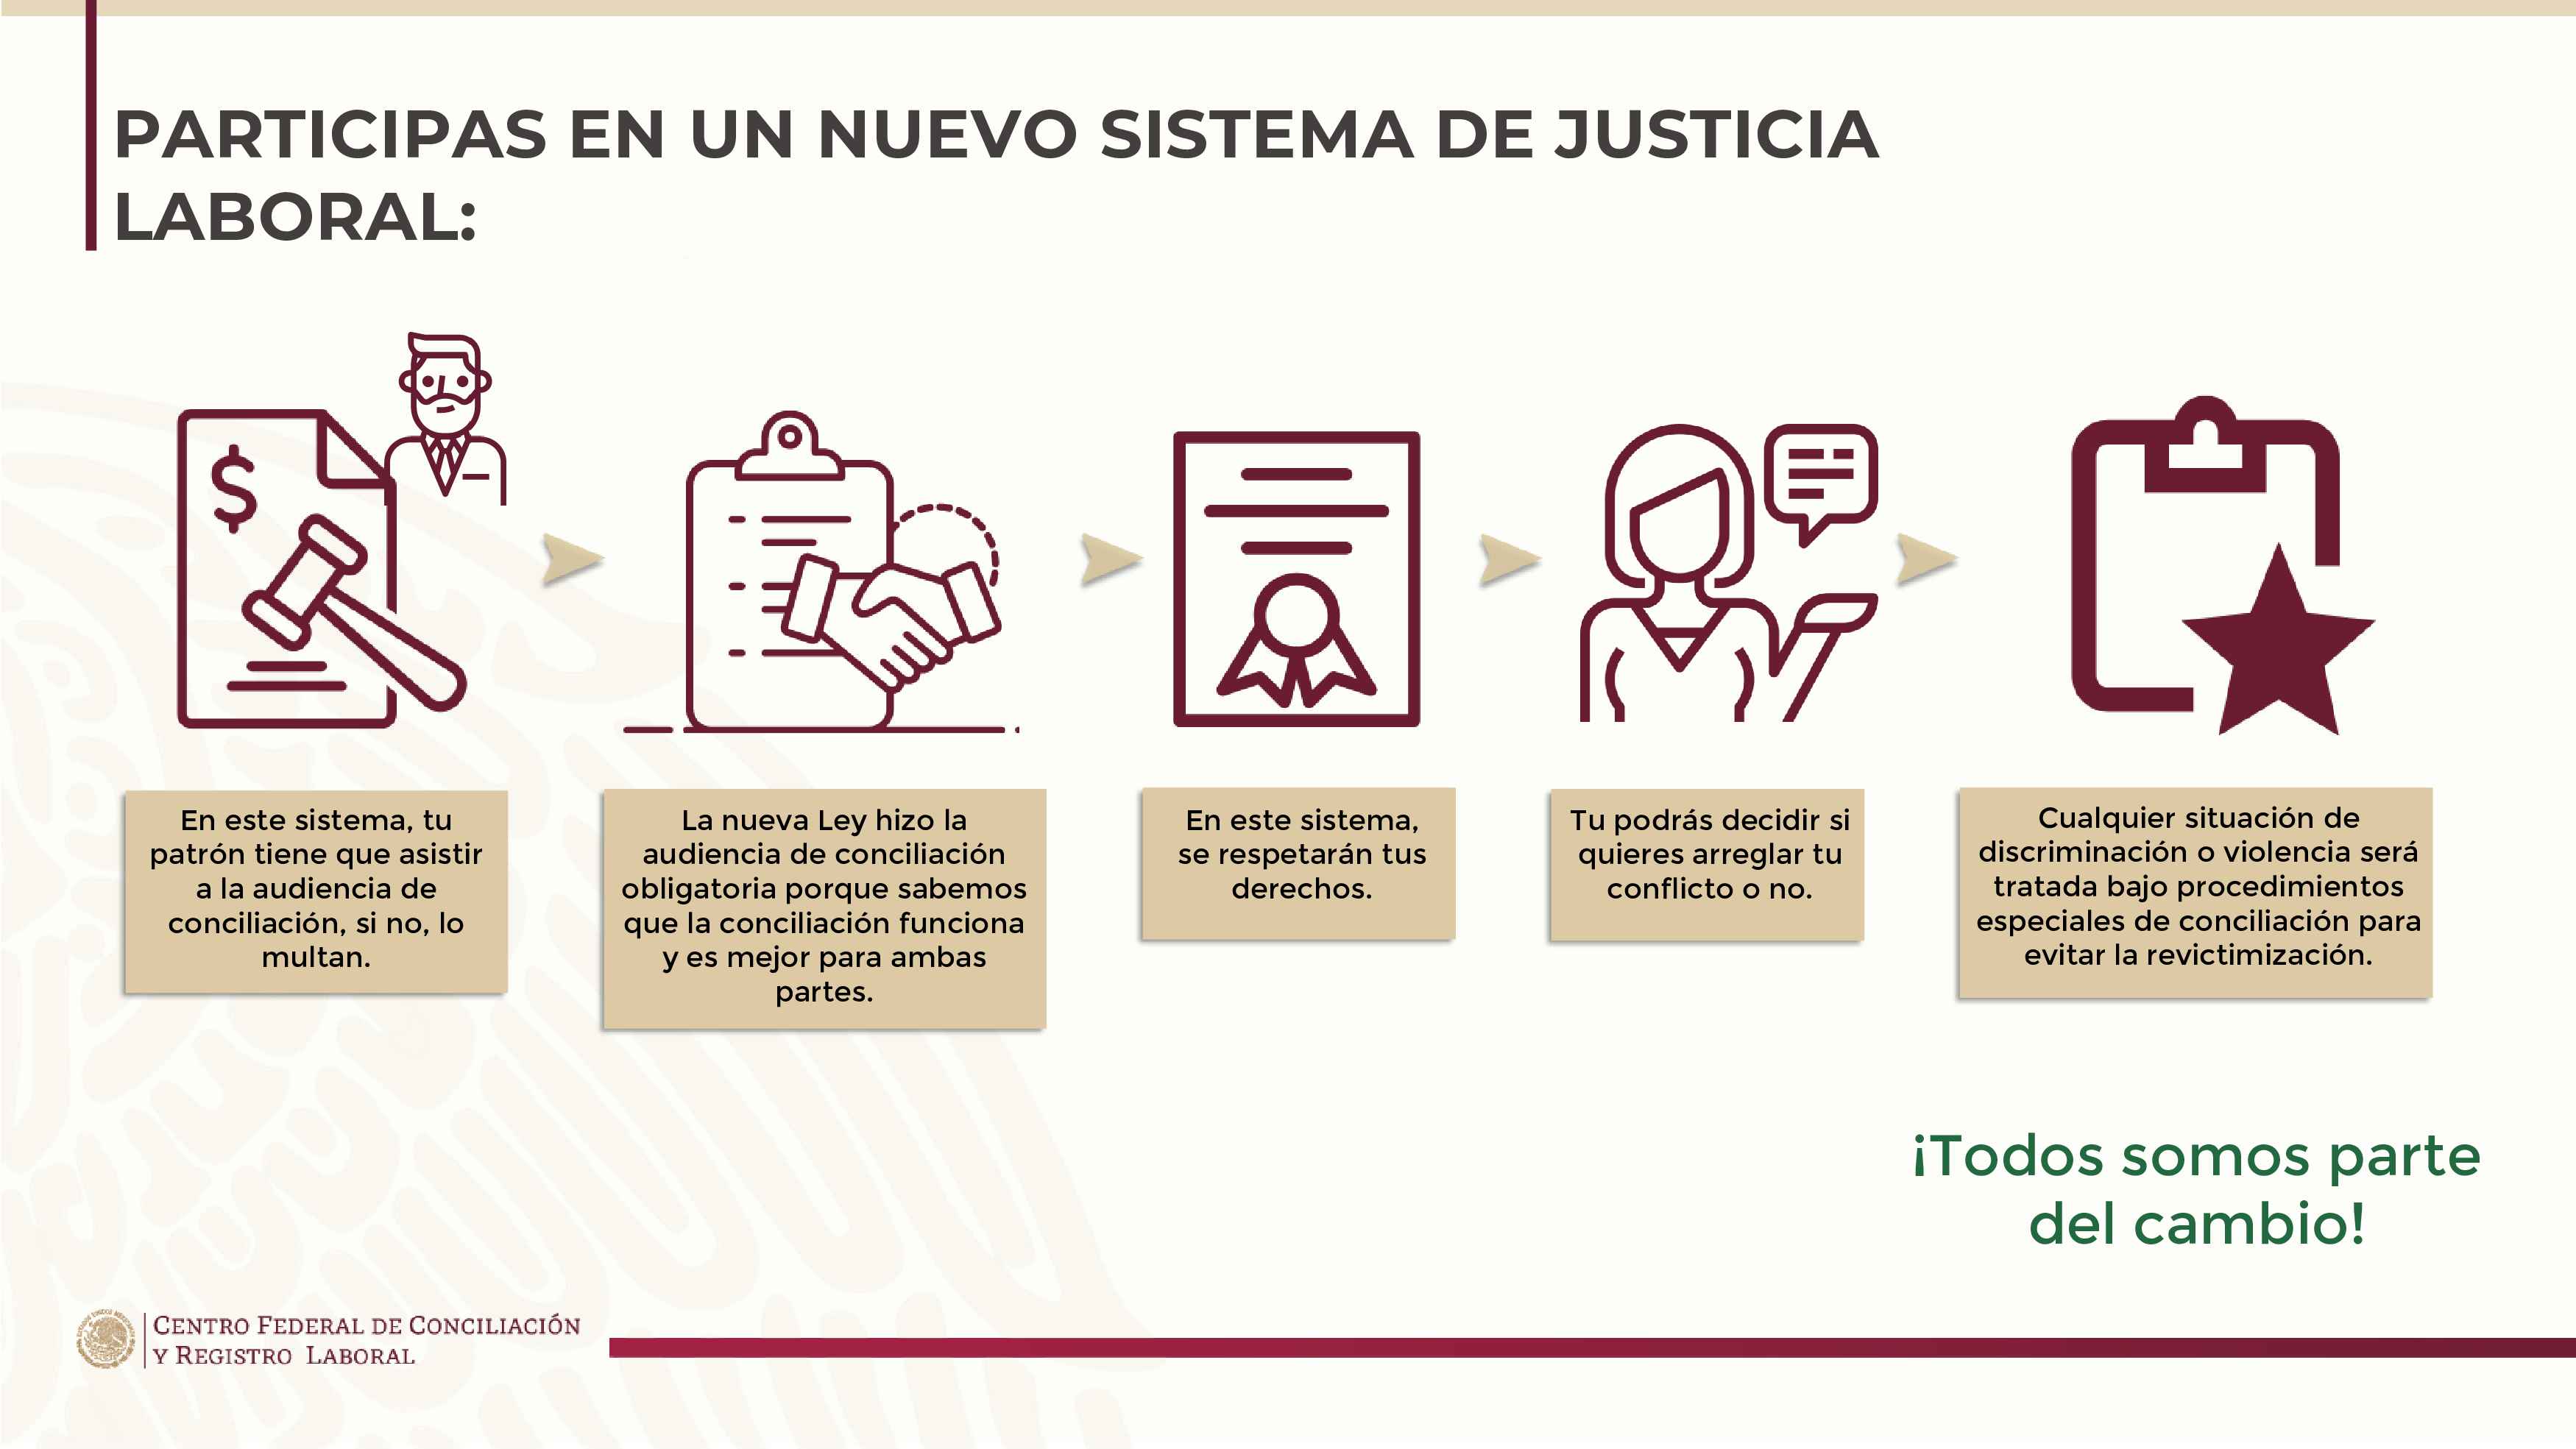 PARTICIPAS EN UN NUEVO SISTEMA DE JUSTICIA
LABORAL:
$
En este sistema, tu
patrón tiene que asistir
a la audiencia de
conciliación, si no, lo
multan.
La nueva Ley hizo la
audiencia de conciliación
obligatoria porque sabemos
que la conciliación funciona
y es mejor para ambas
partes.
En este sistema,
se respetarán tus
derechos.
Tu podrás decidir si
quieres arreglar tu
conflicto o no.
Cualquier situación de
discriminación o violencia será
tratada bajo procedimientos
especiales de conciliación para
evitar la revictimización.
¡Todos somos parte
del cambio!
CENTRO FEDERAL DE CONCILIACIÓN
Y REGISTRO LABORAL